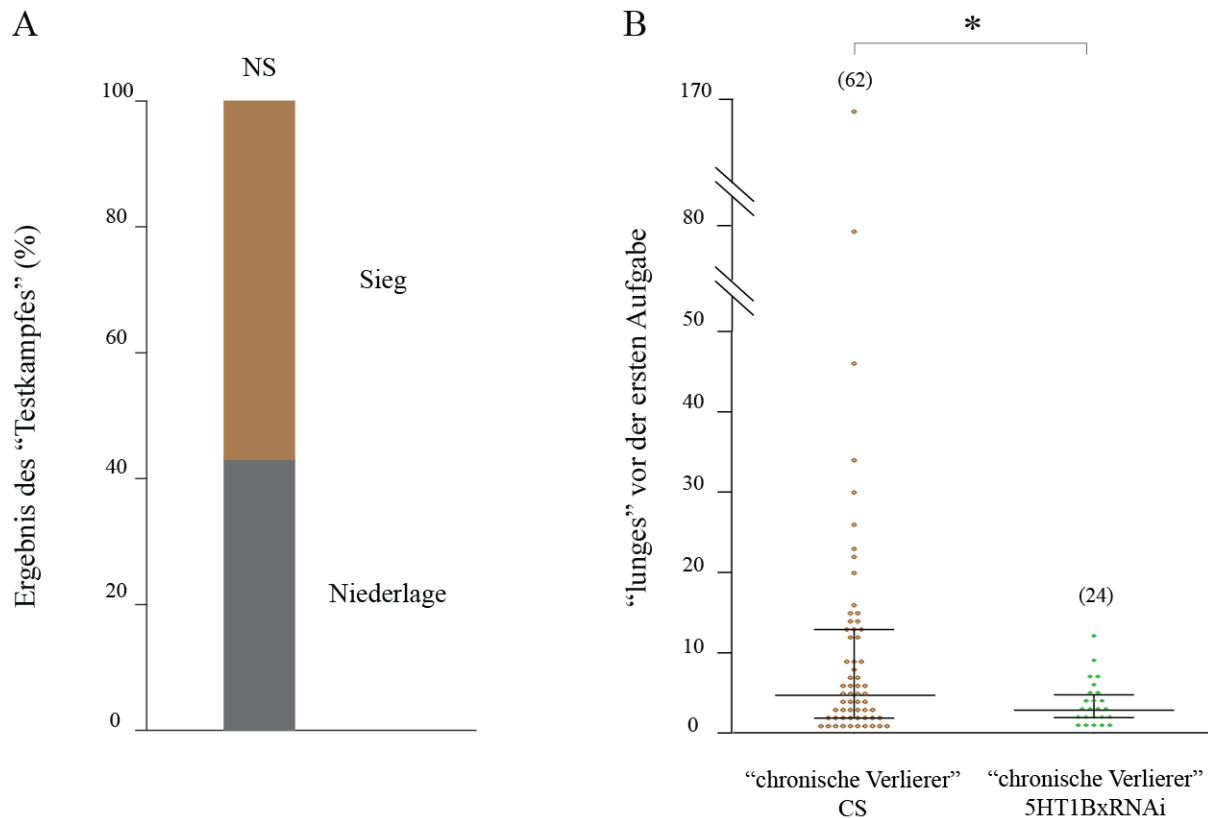 A
NS
Ergebnis des “Testkampfes” (%)
100
80
60
40
20
0
Sieg
Niederlage
B
*
(62)
(24)
“lunges” vor der ersten Aufgabe
170
80
50
40
30
20
10
0
“chronische Verlierer”
CS
“chronische Verlierer”
5HT1BxRNAi